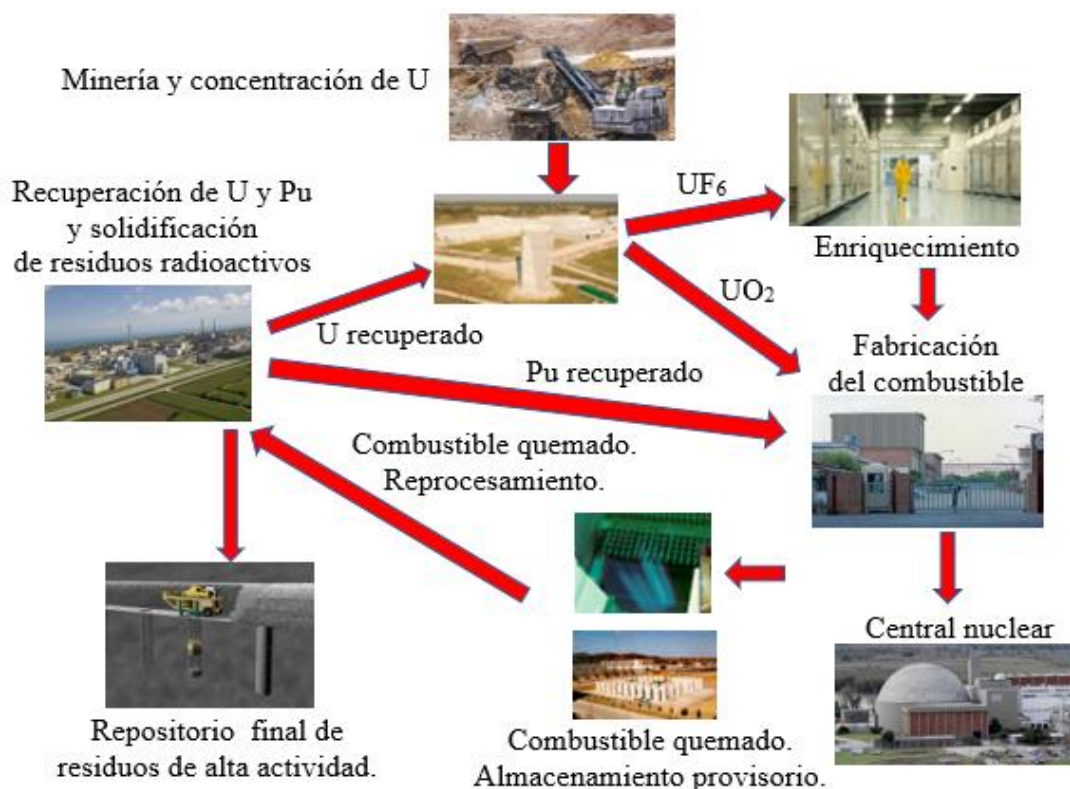 Minería y concentración de U
Recuperación de U y Pu
y solidificación
de residuos radioactivos
UF₆
Enriquecimiento
UO₂
U recuperado
Fabricación
del combustible
Pu recuperado
Combustible quemado.
Reprocesamiento.
Central nuclear
Repositorio final de
residuos de alta actividad.
Combustible quemado.
Almacenamiento provisorio.